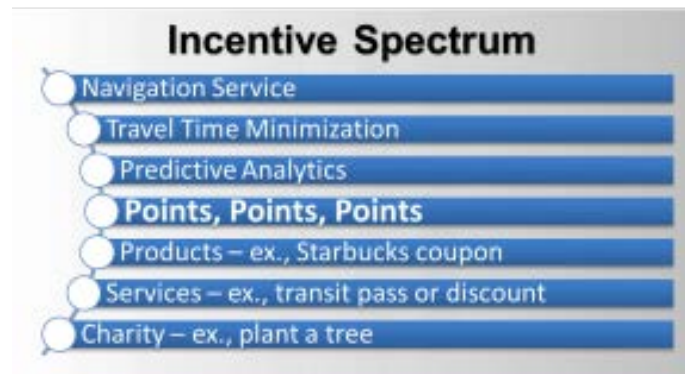 Incentive Spectrum
Navigation Service
Travel Time Minimization
Predictive Analytics
Points, Points, Points
Products – ex., Starbucks coupon
Services – ex., transit pass or discount
Charity – ex., plant a tree